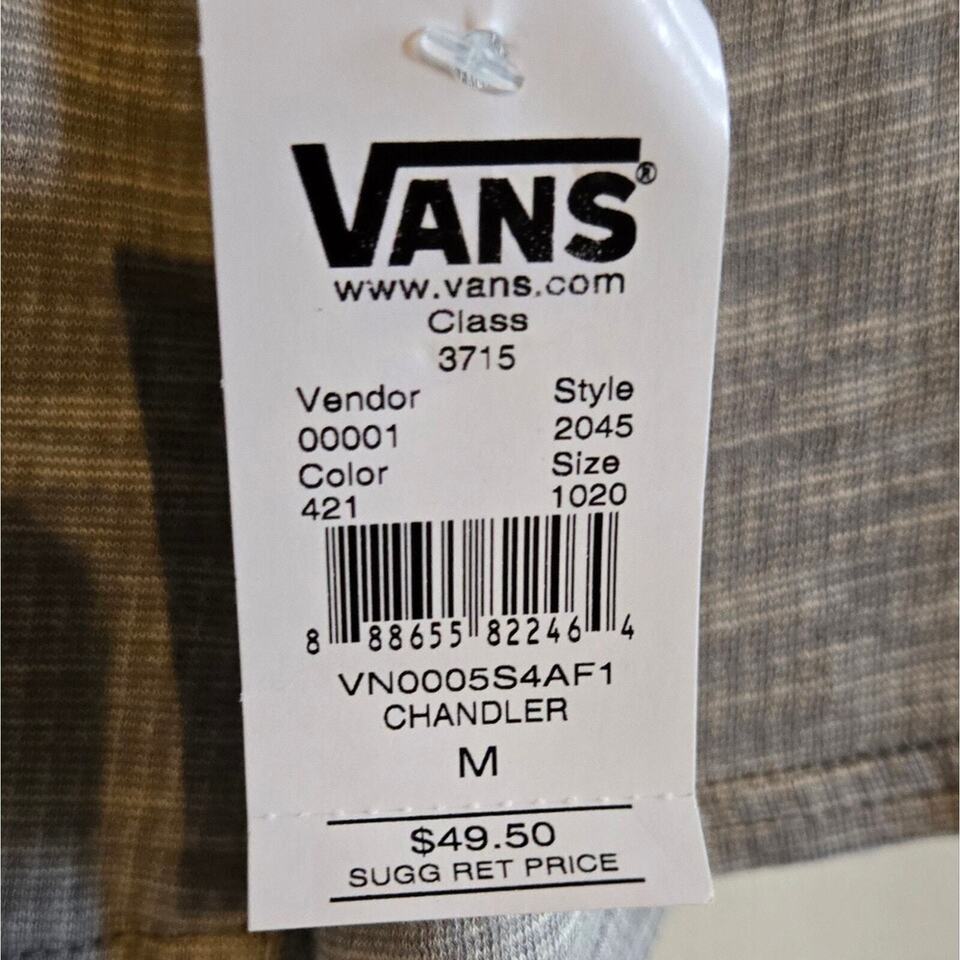 VANS®
www.vans.com
Class
3715
Vendor Style
00001 2045
Color Size
421 1020
8 88655 82246 4
VN0005S4AF1
CHANDLER
M
$49.50
SUGG RET PRICE